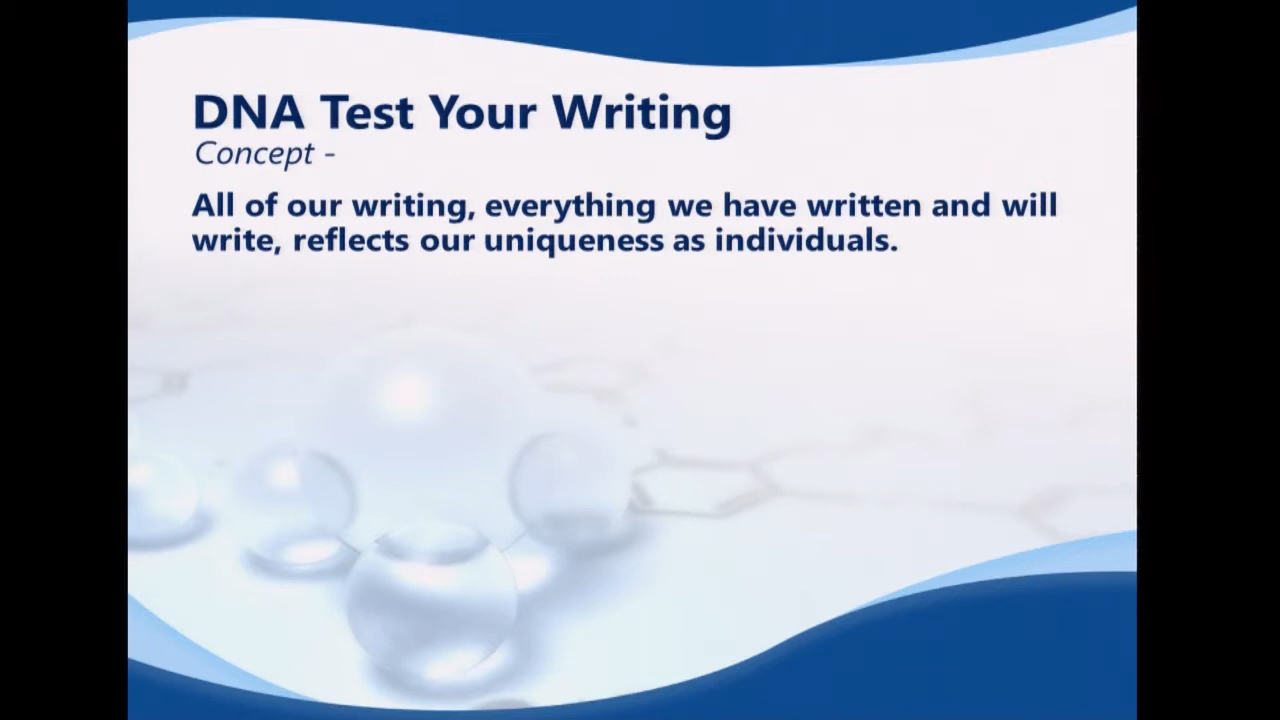 DNA Test Your Writing
Concept -
All of our writing, everything we have written and will
write, reflects our uniqueness as individuals.